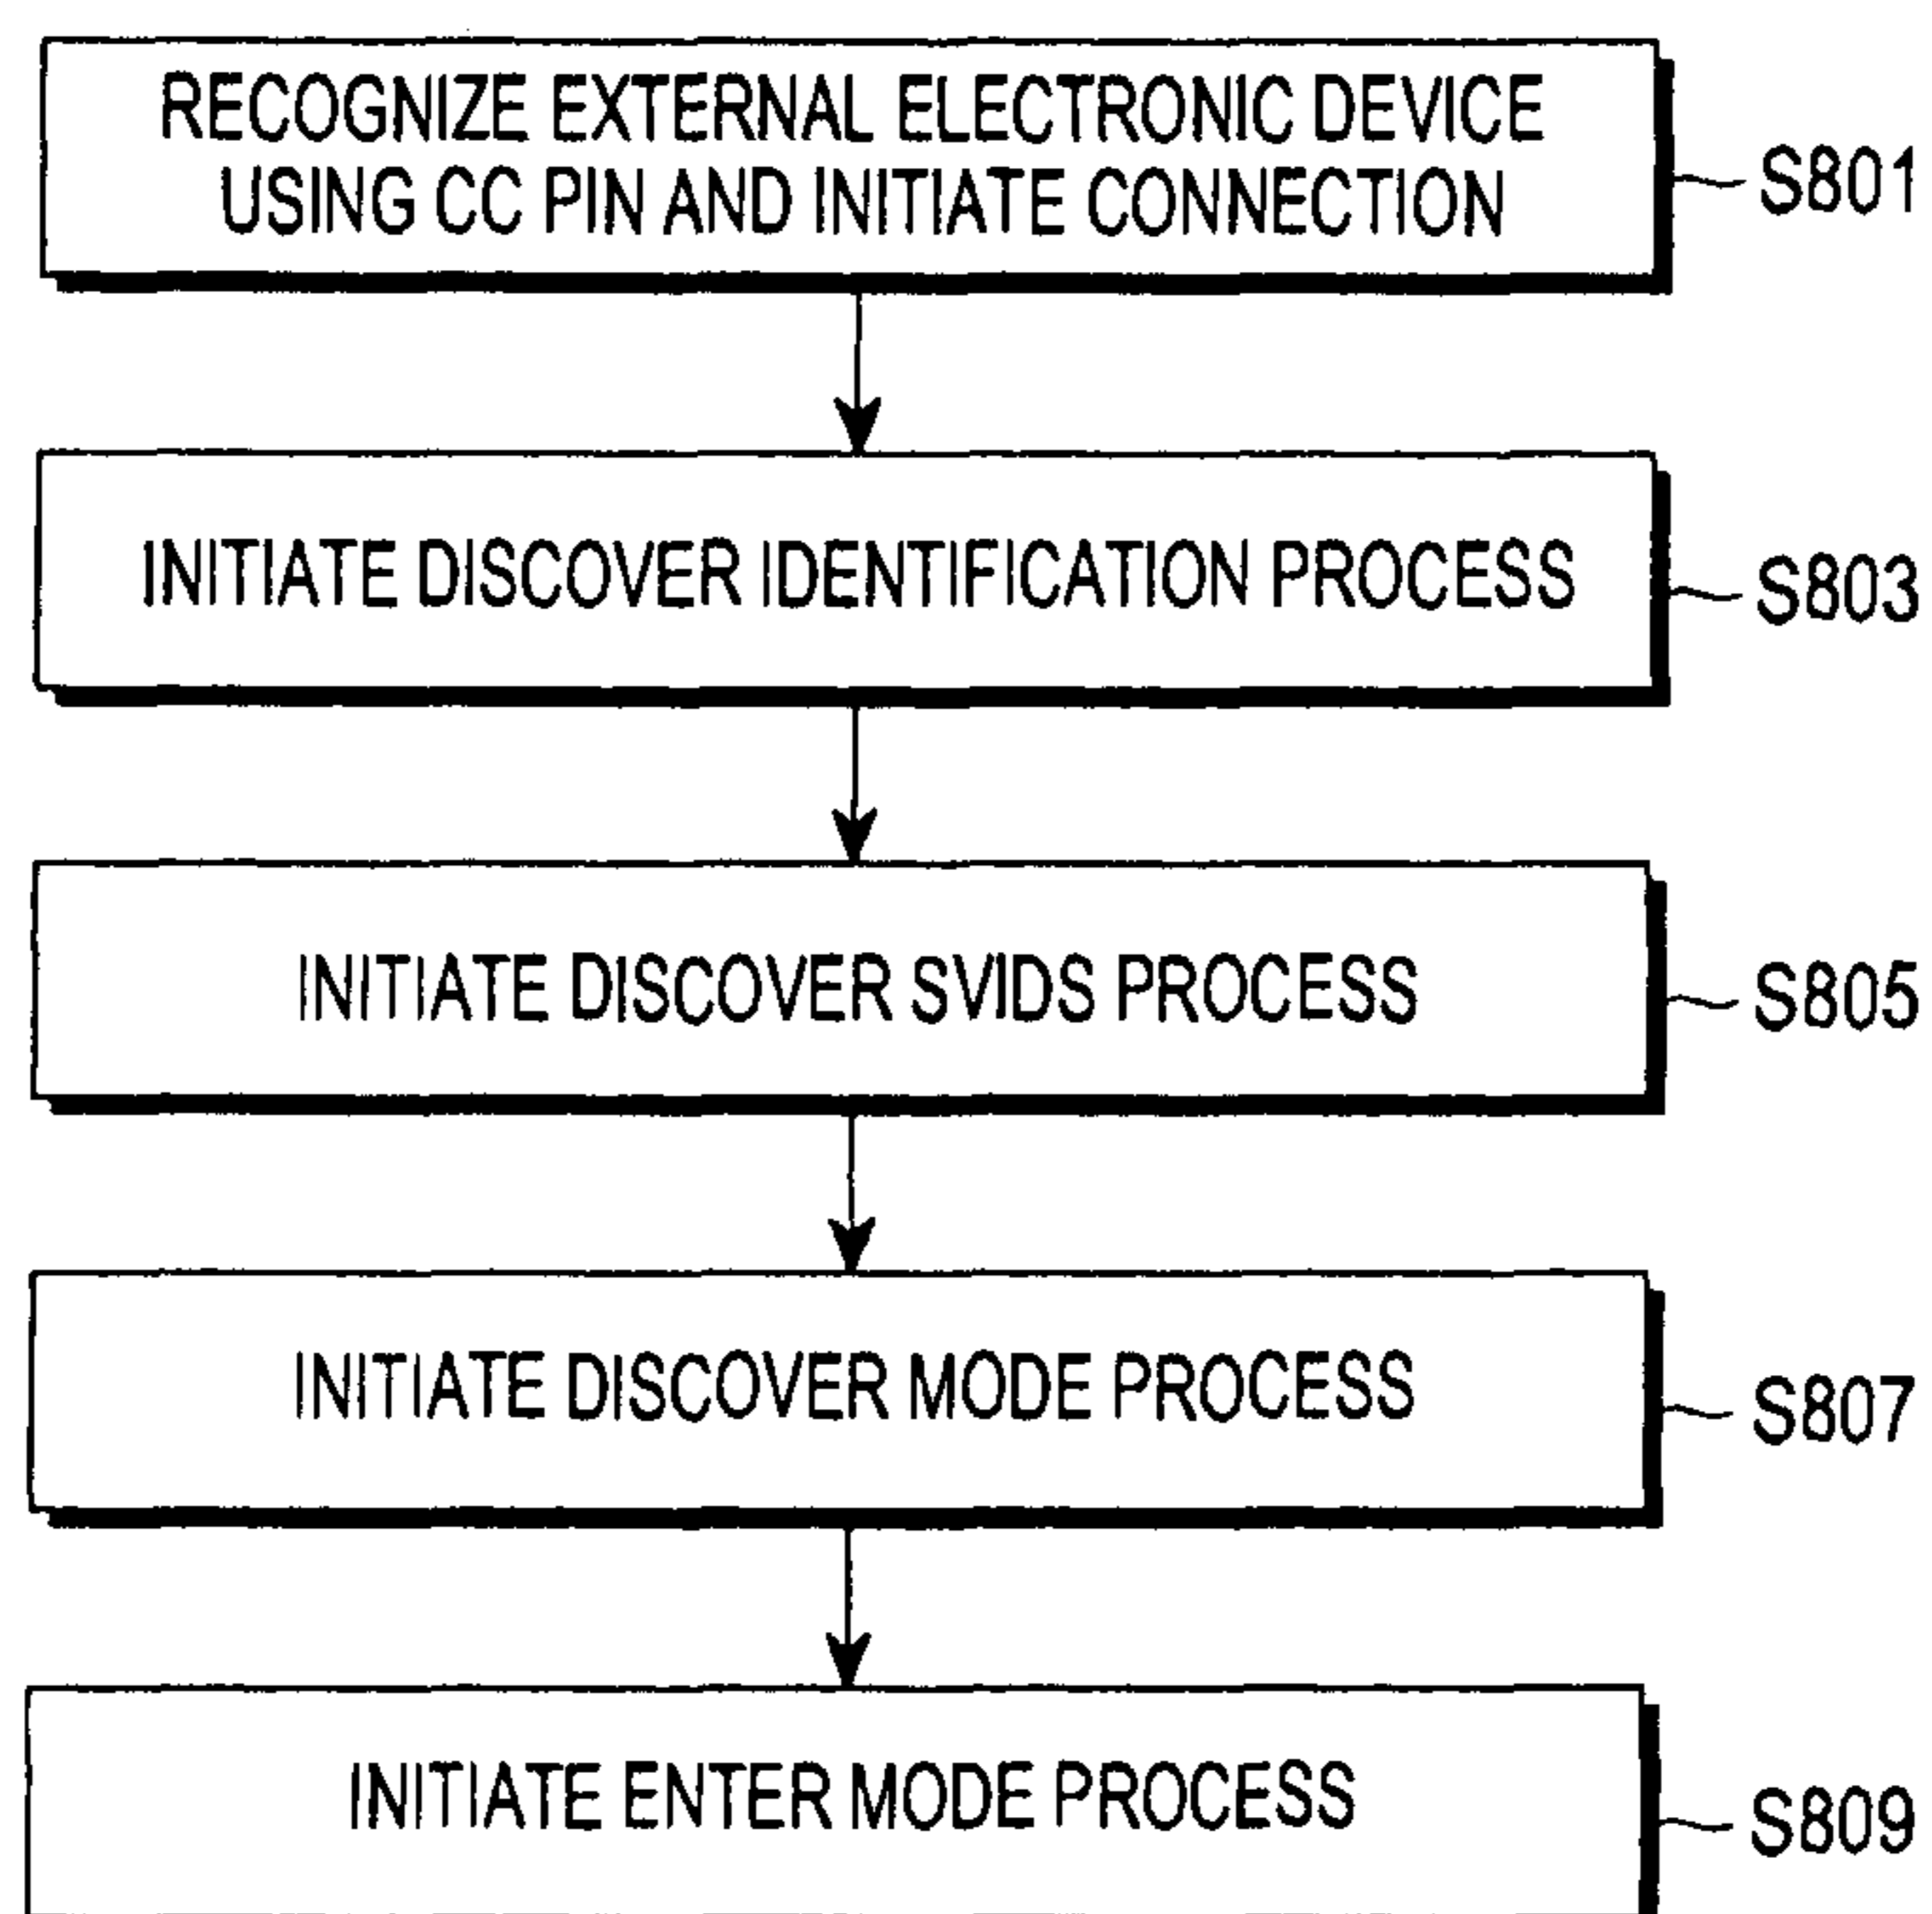 RECOGNIZE EXTERNAL ELECTRONIC DEVICE
USING CC PIN AND INITIATE CONNECTION
S801
INITIATE DISCOVER IDENTIFICATION PROCESS
S803
INITIATE DISCOVER SVIDS PROCESS
S805
INITIATE DISCOVER MODE PROCESS
S807
INITIATE ENTER MODE PROCESS
S809